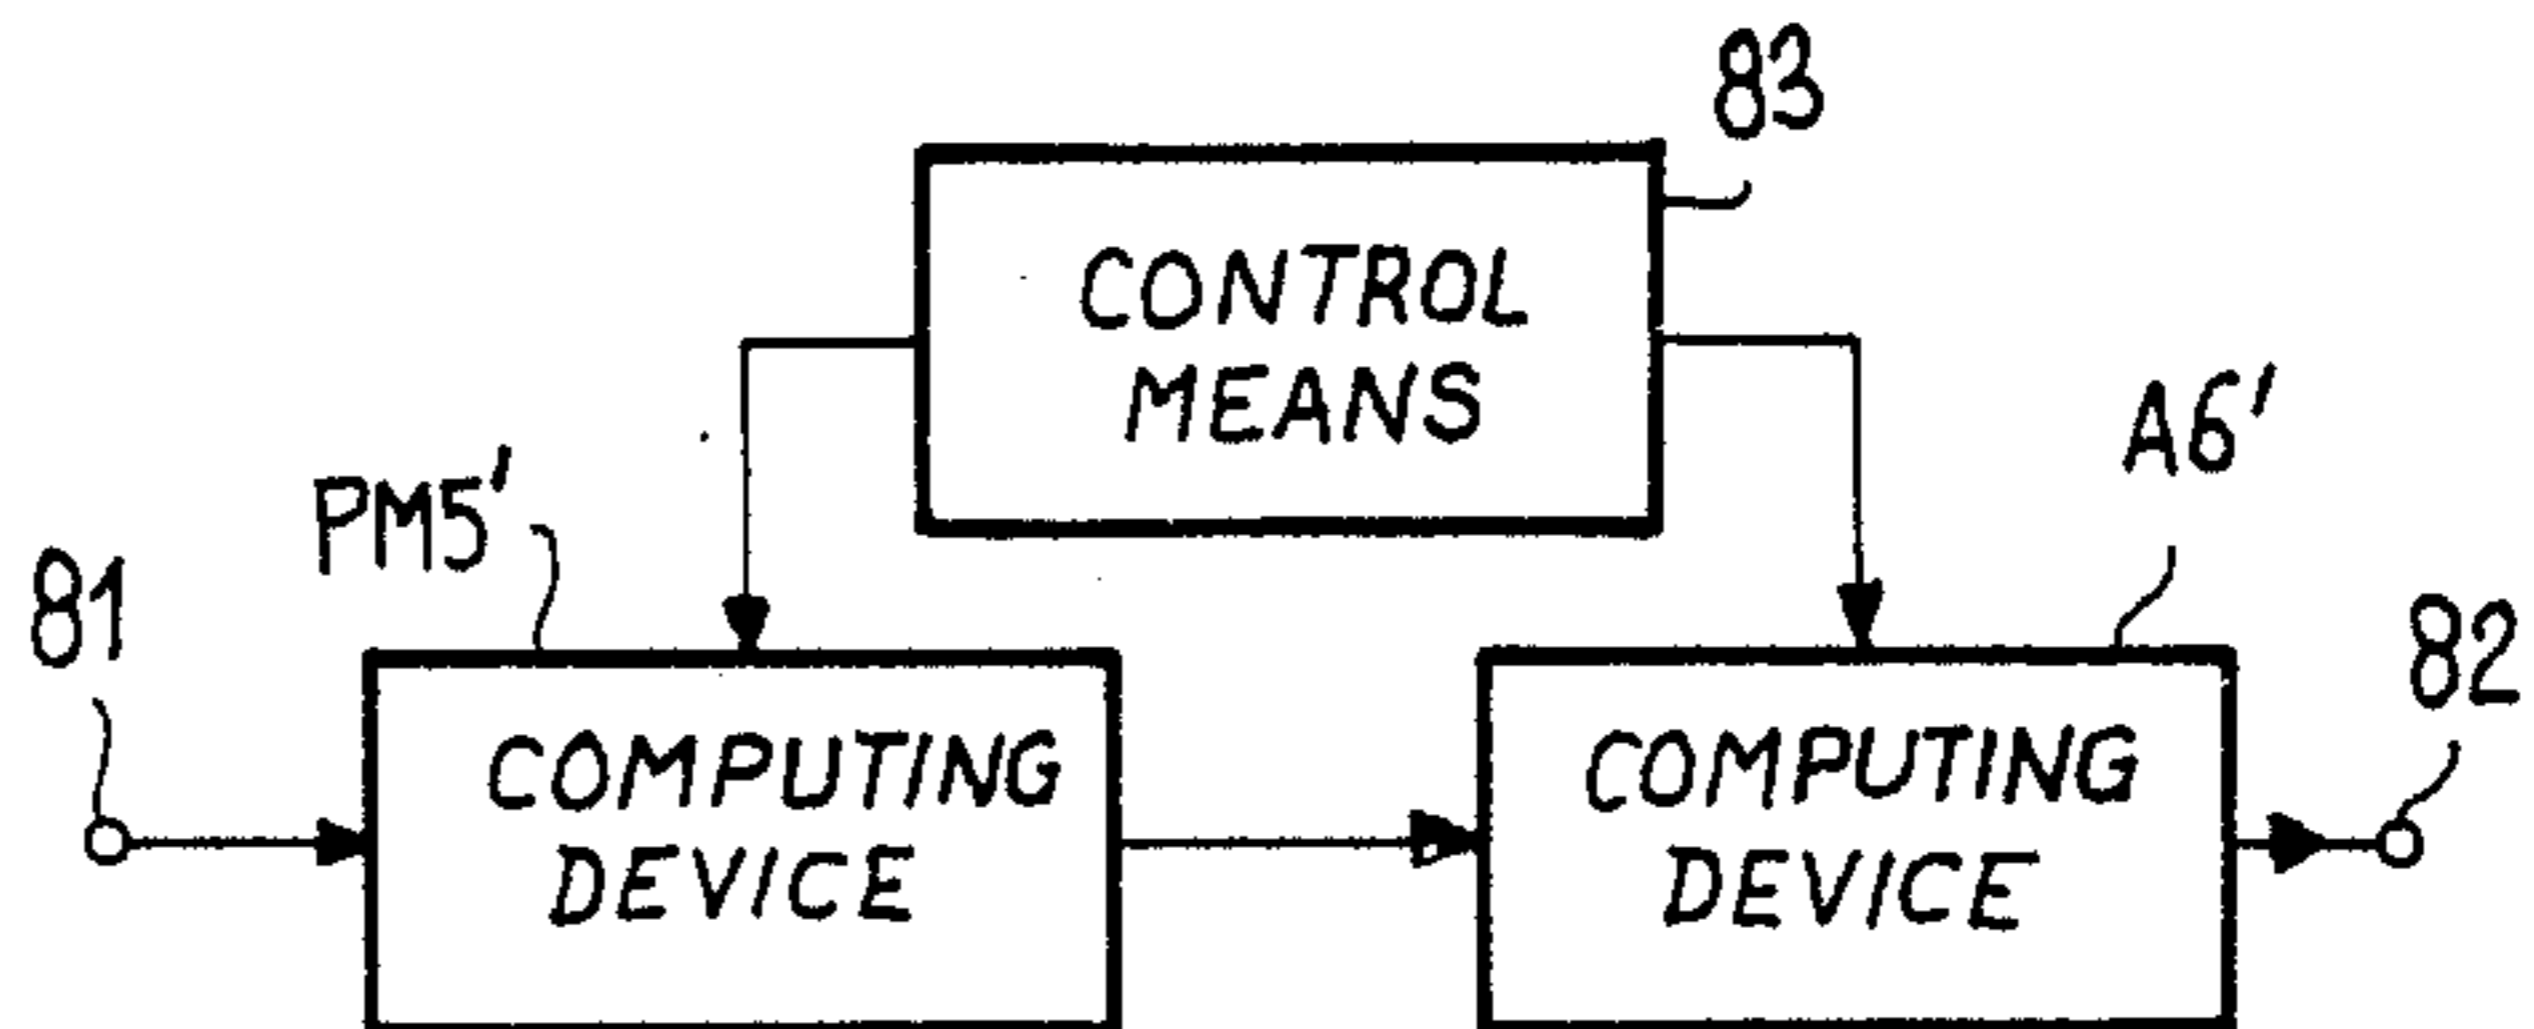 83
CONTROL
MEANS
A6'
PM5'
81
82
COMPUTING
DEVICE
COMPUTING
DEVICE